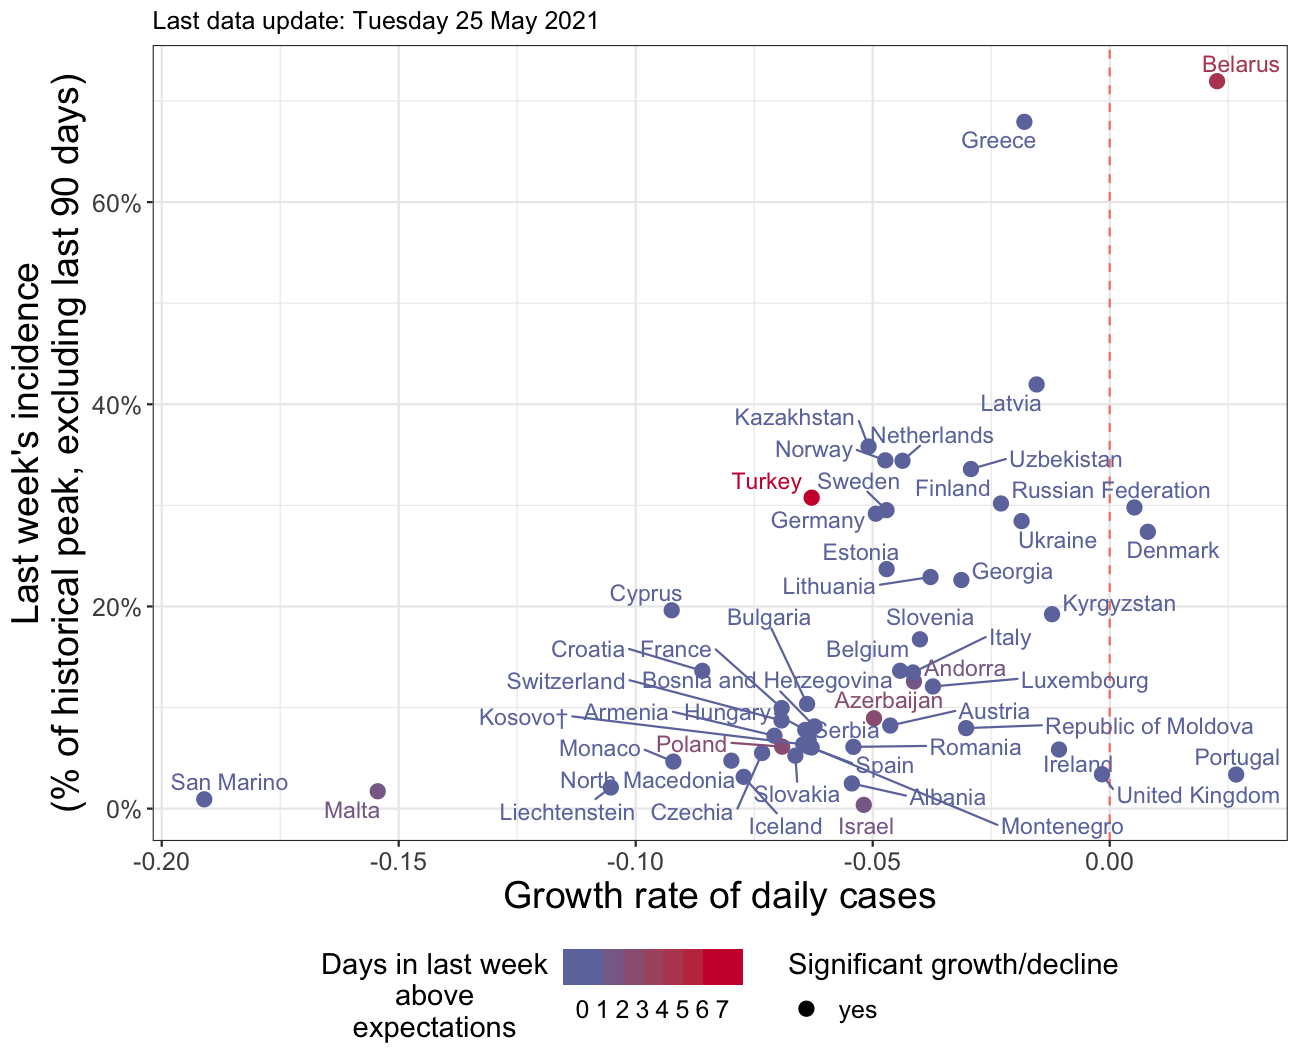 Last data update: Tuesday 25 May 2021
Last week's incidence
(% of historical peak, excluding last 90 days)
60%
40%
20%
0%
Belarus
Greece
Latvia
Kazakhstan
Netherlands
Norway
Uzbekistan
Turkey
Sweden
Finland
Russian Federation
Germany
Ukraine
Denmark
Estonia
Georgia
Lithuania
Cyprus
Kyrgyzstan
Bulgaria
Slovenia
Italy
Croatia
France
Belgium
Andorra
Switzerland
Bosnia and Herzegovina
Luxembourg
Azerbaijan
Kosovo†
Armenia
Hungary
Austria
Serbia
Republic of Moldova
Monaco
Poland
Romania
Portugal
Spain
Ireland
San Marino
North Macedonia
Slovakia
Albania
United Kingdom
Malta
Liechtenstein
Czechia
Iceland
Israel
Montenegro
-0.20
-0.15
-0.10
-0.05
0.00
Growth rate of daily cases
Days in last week
above
expectations
0 1 2 3 4 5 6 7
Significant growth/decline
yes